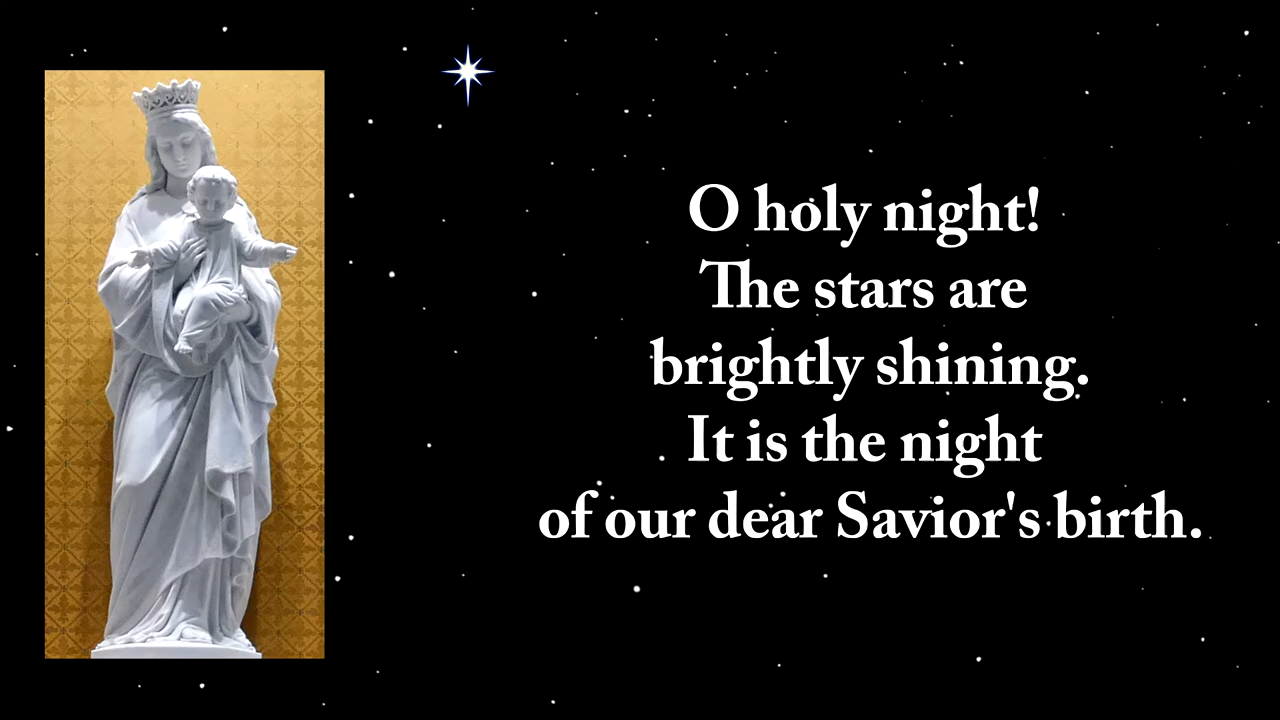 O holy night!
The stars are
brightly shining.
It is the night
of our dear Savior's birth.